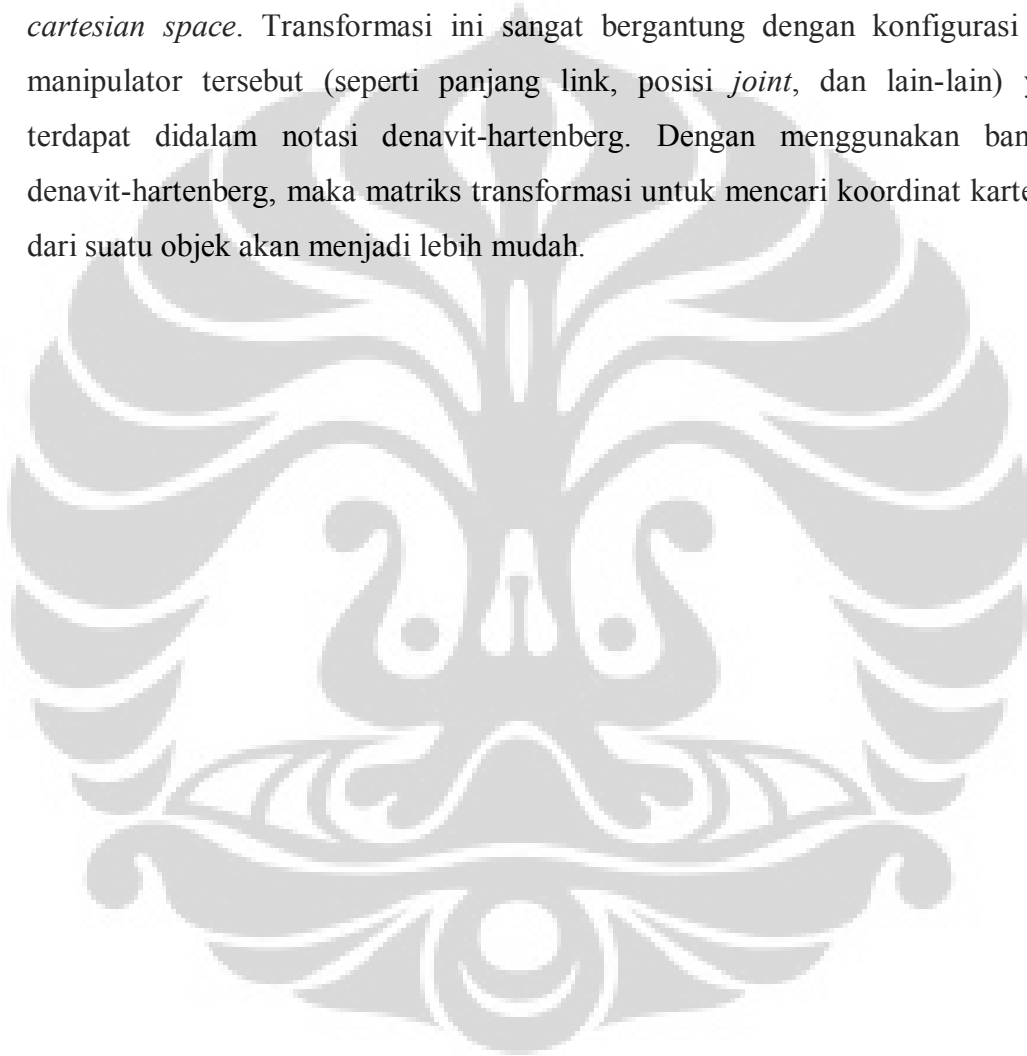 cartesian space. Transformasi ini sangat bergantung dengan konfigurasi
manipulator tersebut (seperti panjang link, posisi joint, dan lain-lain)
terdapat didalam notasi denavit-hartenberg. Dengan menggunakan
denavit-hartenberg, maka matriks transformasi untuk mencari koordinat
dari suatu objek akan menjadi lebih mudah.